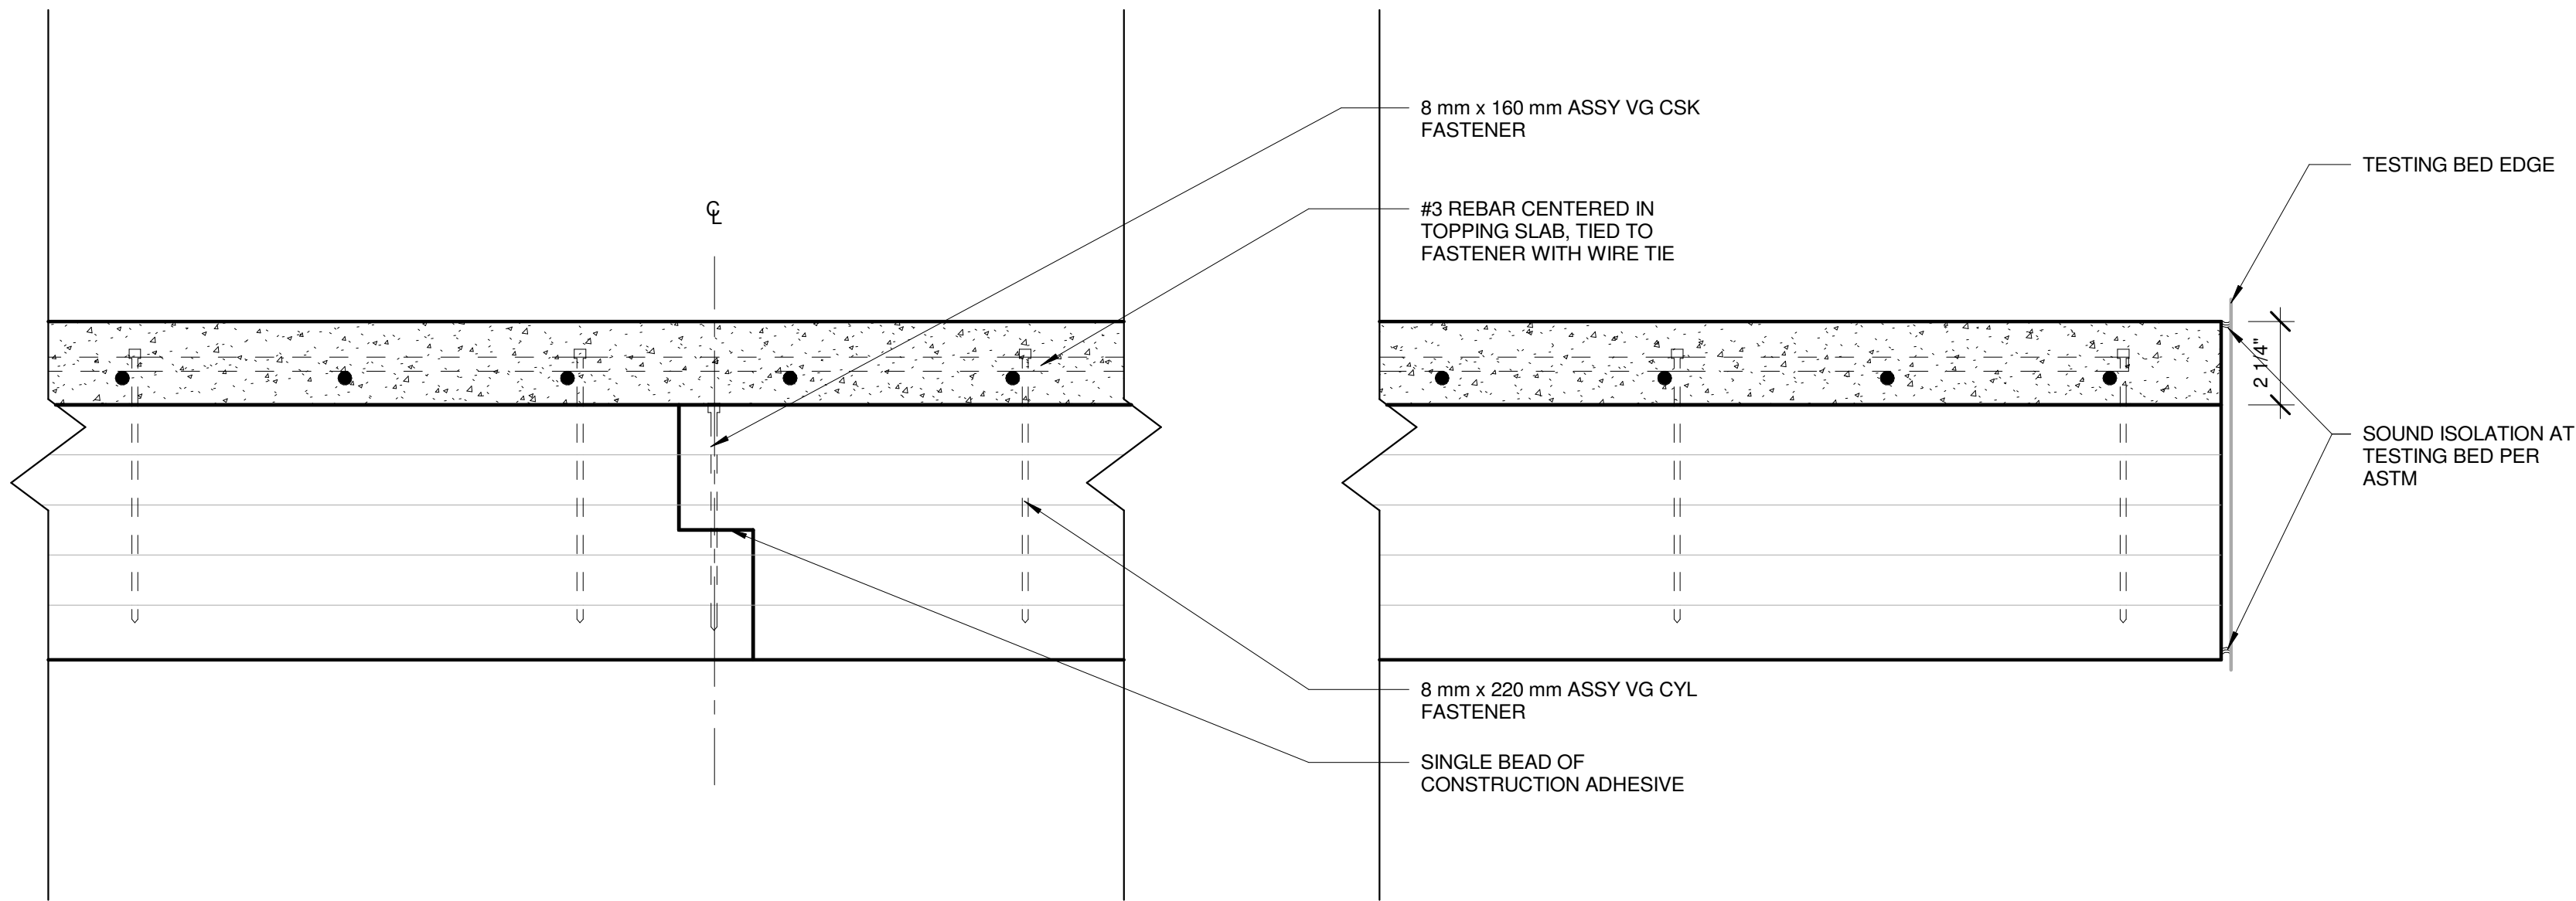 8 mm x 160 mm ASSY VG CSK
FASTENER
TESTING BED EDGE
℄
#3 REBAR CENTERED IN
TOPPING SLAB, TIED TO
FASTENER WITH WIRE TIE
2 1/4"
SOUND ISOLATION AT
TESTING BED PER
ASTM
8 mm x 220 mm ASSY VG CYL
FASTENER
SINGLE BEAD OF
CONSTRUCTION ADHESIVE